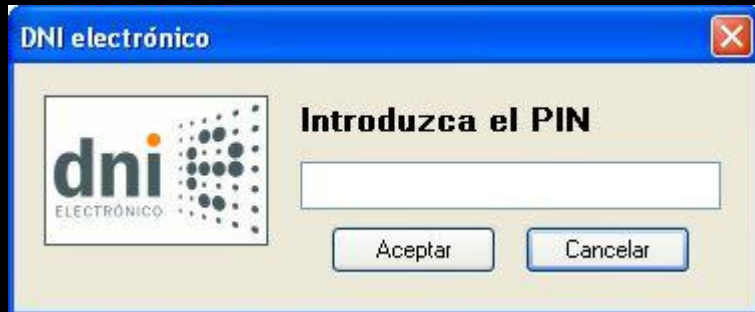 DNI electrónico
dni
ELECTRÓNICO
Introduzca el PIN
Aceptar
Cancelar